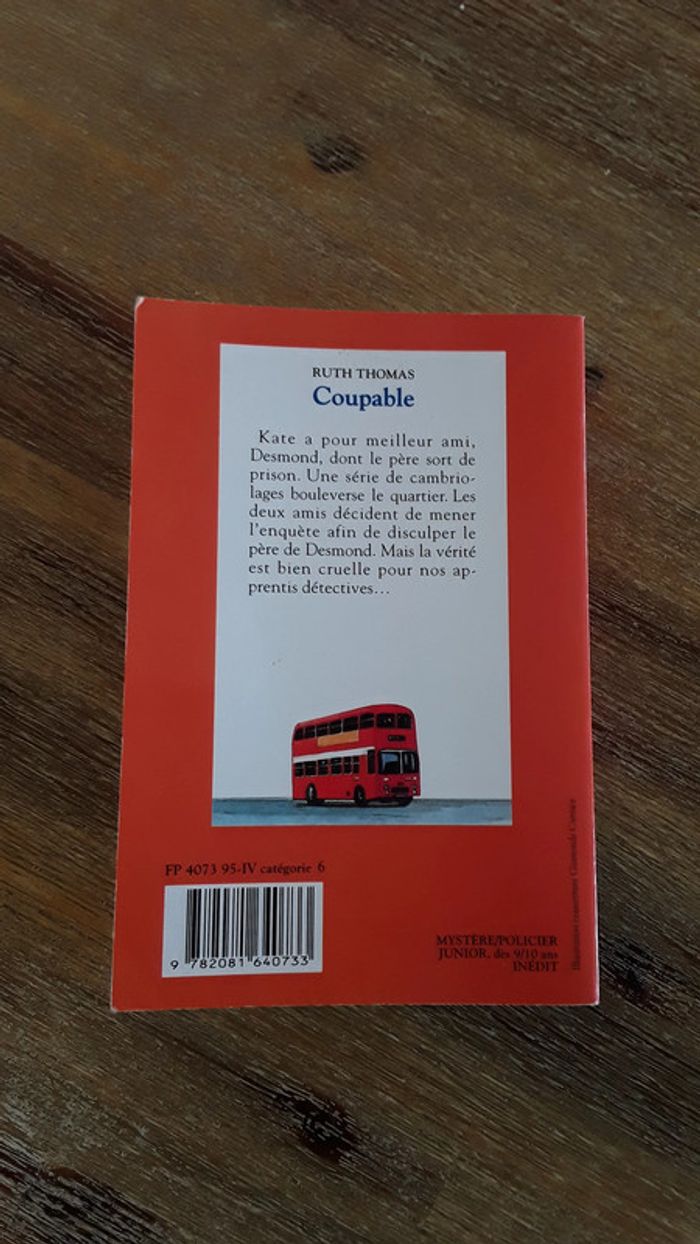 RUTH THOMAS
Coupable
Kate a pour meilleur ami,
Desmond, dont le père sort de
prison. Une série de cambrio-
lages bouleverse le quartier. Les
deux amis décident de mener
l'enquète afin de disculper le
père de Desmond. Mais la vérité
est bien cruelle pour nos ap-
prentis détectives...
FP 4073 95-IV catégorie 6
9 782081 640733
MYSTÈRE/POLICIER
JUNIOR, dès 9/10 ans
INÉDIT
Illustration couverture